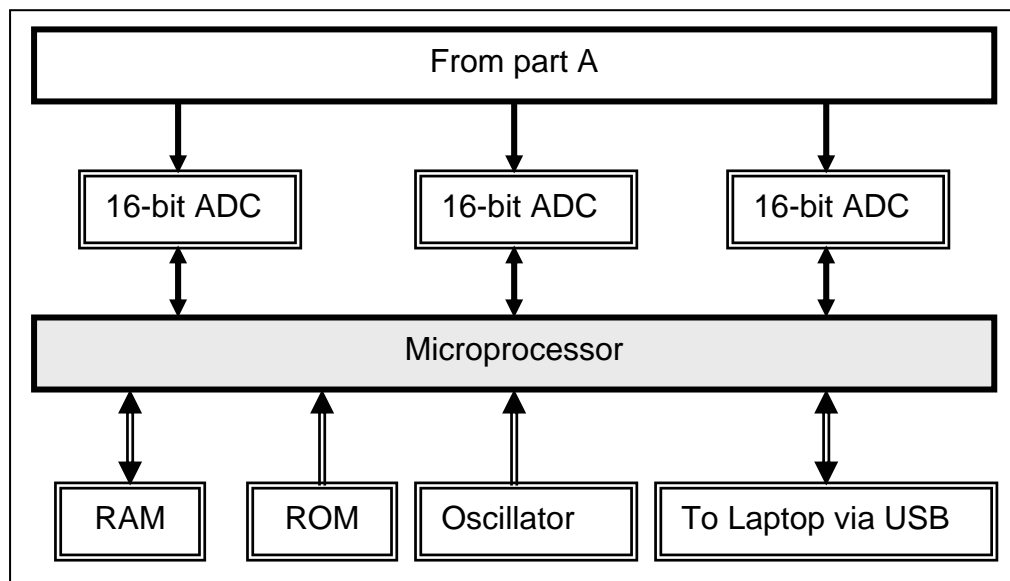 From part A
16-bit ADC 16-bit ADC 16-bit ADC
Microprocessor
RAM ROM Oscillator To Laptop via USB